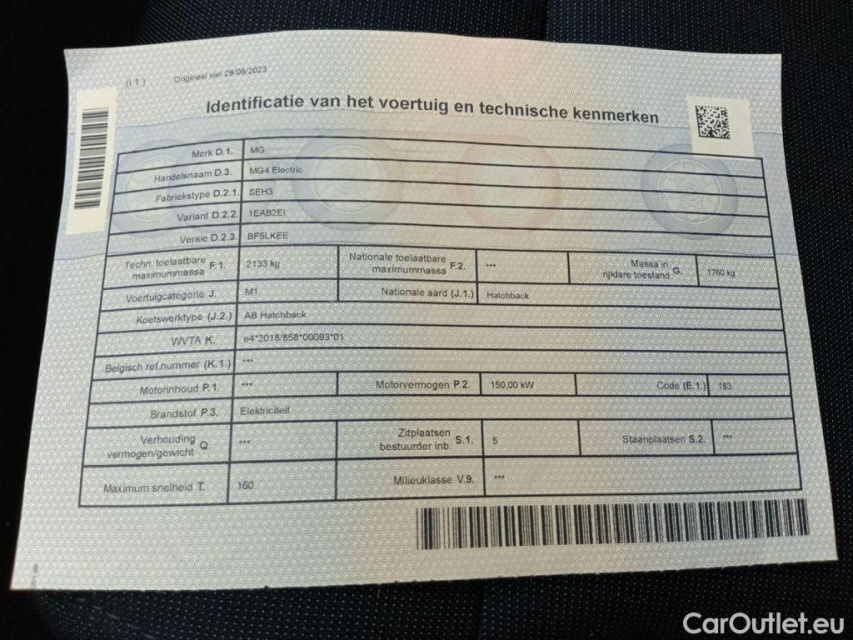 (I 1)
Origineel van 29/08/2023
Identificatie van het voertuig en technische kenmerken
Merk D.1. MG
Handelsnaam D.3. MG4 Electric
Fabriekstype D.2.1. SEH3
Variant D.2.2. 1EAB2EI
Versie D.2.3. BF5LKEE
Techn. toelaatbare maximummassa F.1. 2133 kg Nationale toelaatbare maximummassa F.2. *** Massa in rijklare toestand G. 1760 kg
Voertuigcategorie J. M1 Nationale aard (J.1.) Hatchback
Koetswerktype (J.2.) AB Hatchback
WVTA K. e4*2018/858*00093*01
Belgisch ref.nummer (K.1.) ***
Motorinhoud P.1. *** Motorvermogen P.2. 150,00 kW Code (E.1.) 183
Brandstof P.3. Elektriciteit
Verhouding vermogen/gewicht Q. *** Zitplaatsen bestuurder inb. S.1. 5 Staanplaatsen S.2. ***
Maximum snelheid T. 160 Milieuklasse V.9. ***
CarOutlet.eu